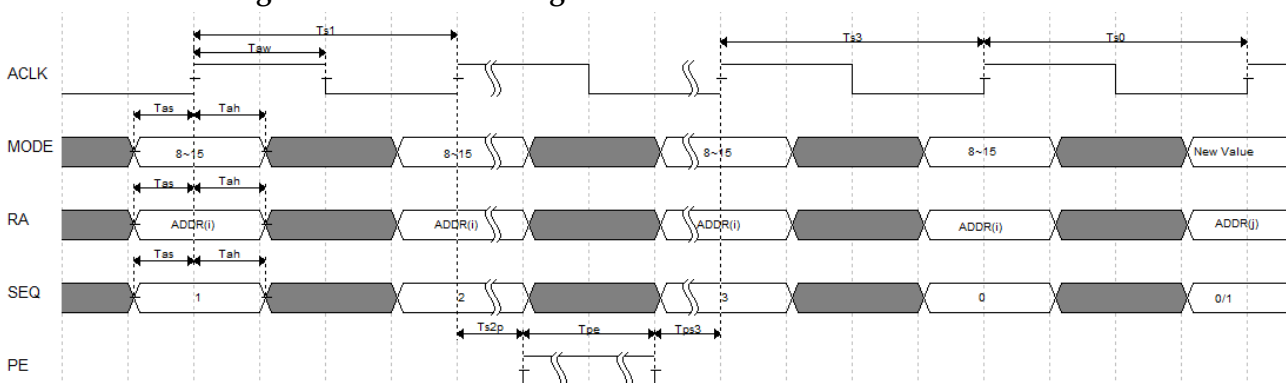 Ts1 Ts3 Ts0
Taw
ACLK
Tas Tah
MODE 8~15 8~15 8~15 8~15 New Value
Tas Tah
RA ADDR(i) ADDR(i) ADDR(i) ADDR(i) ADDR(j)
Tas Tah
SEQ 1 2 3 0 0/1
Ts2p Tpe Tps3
PE